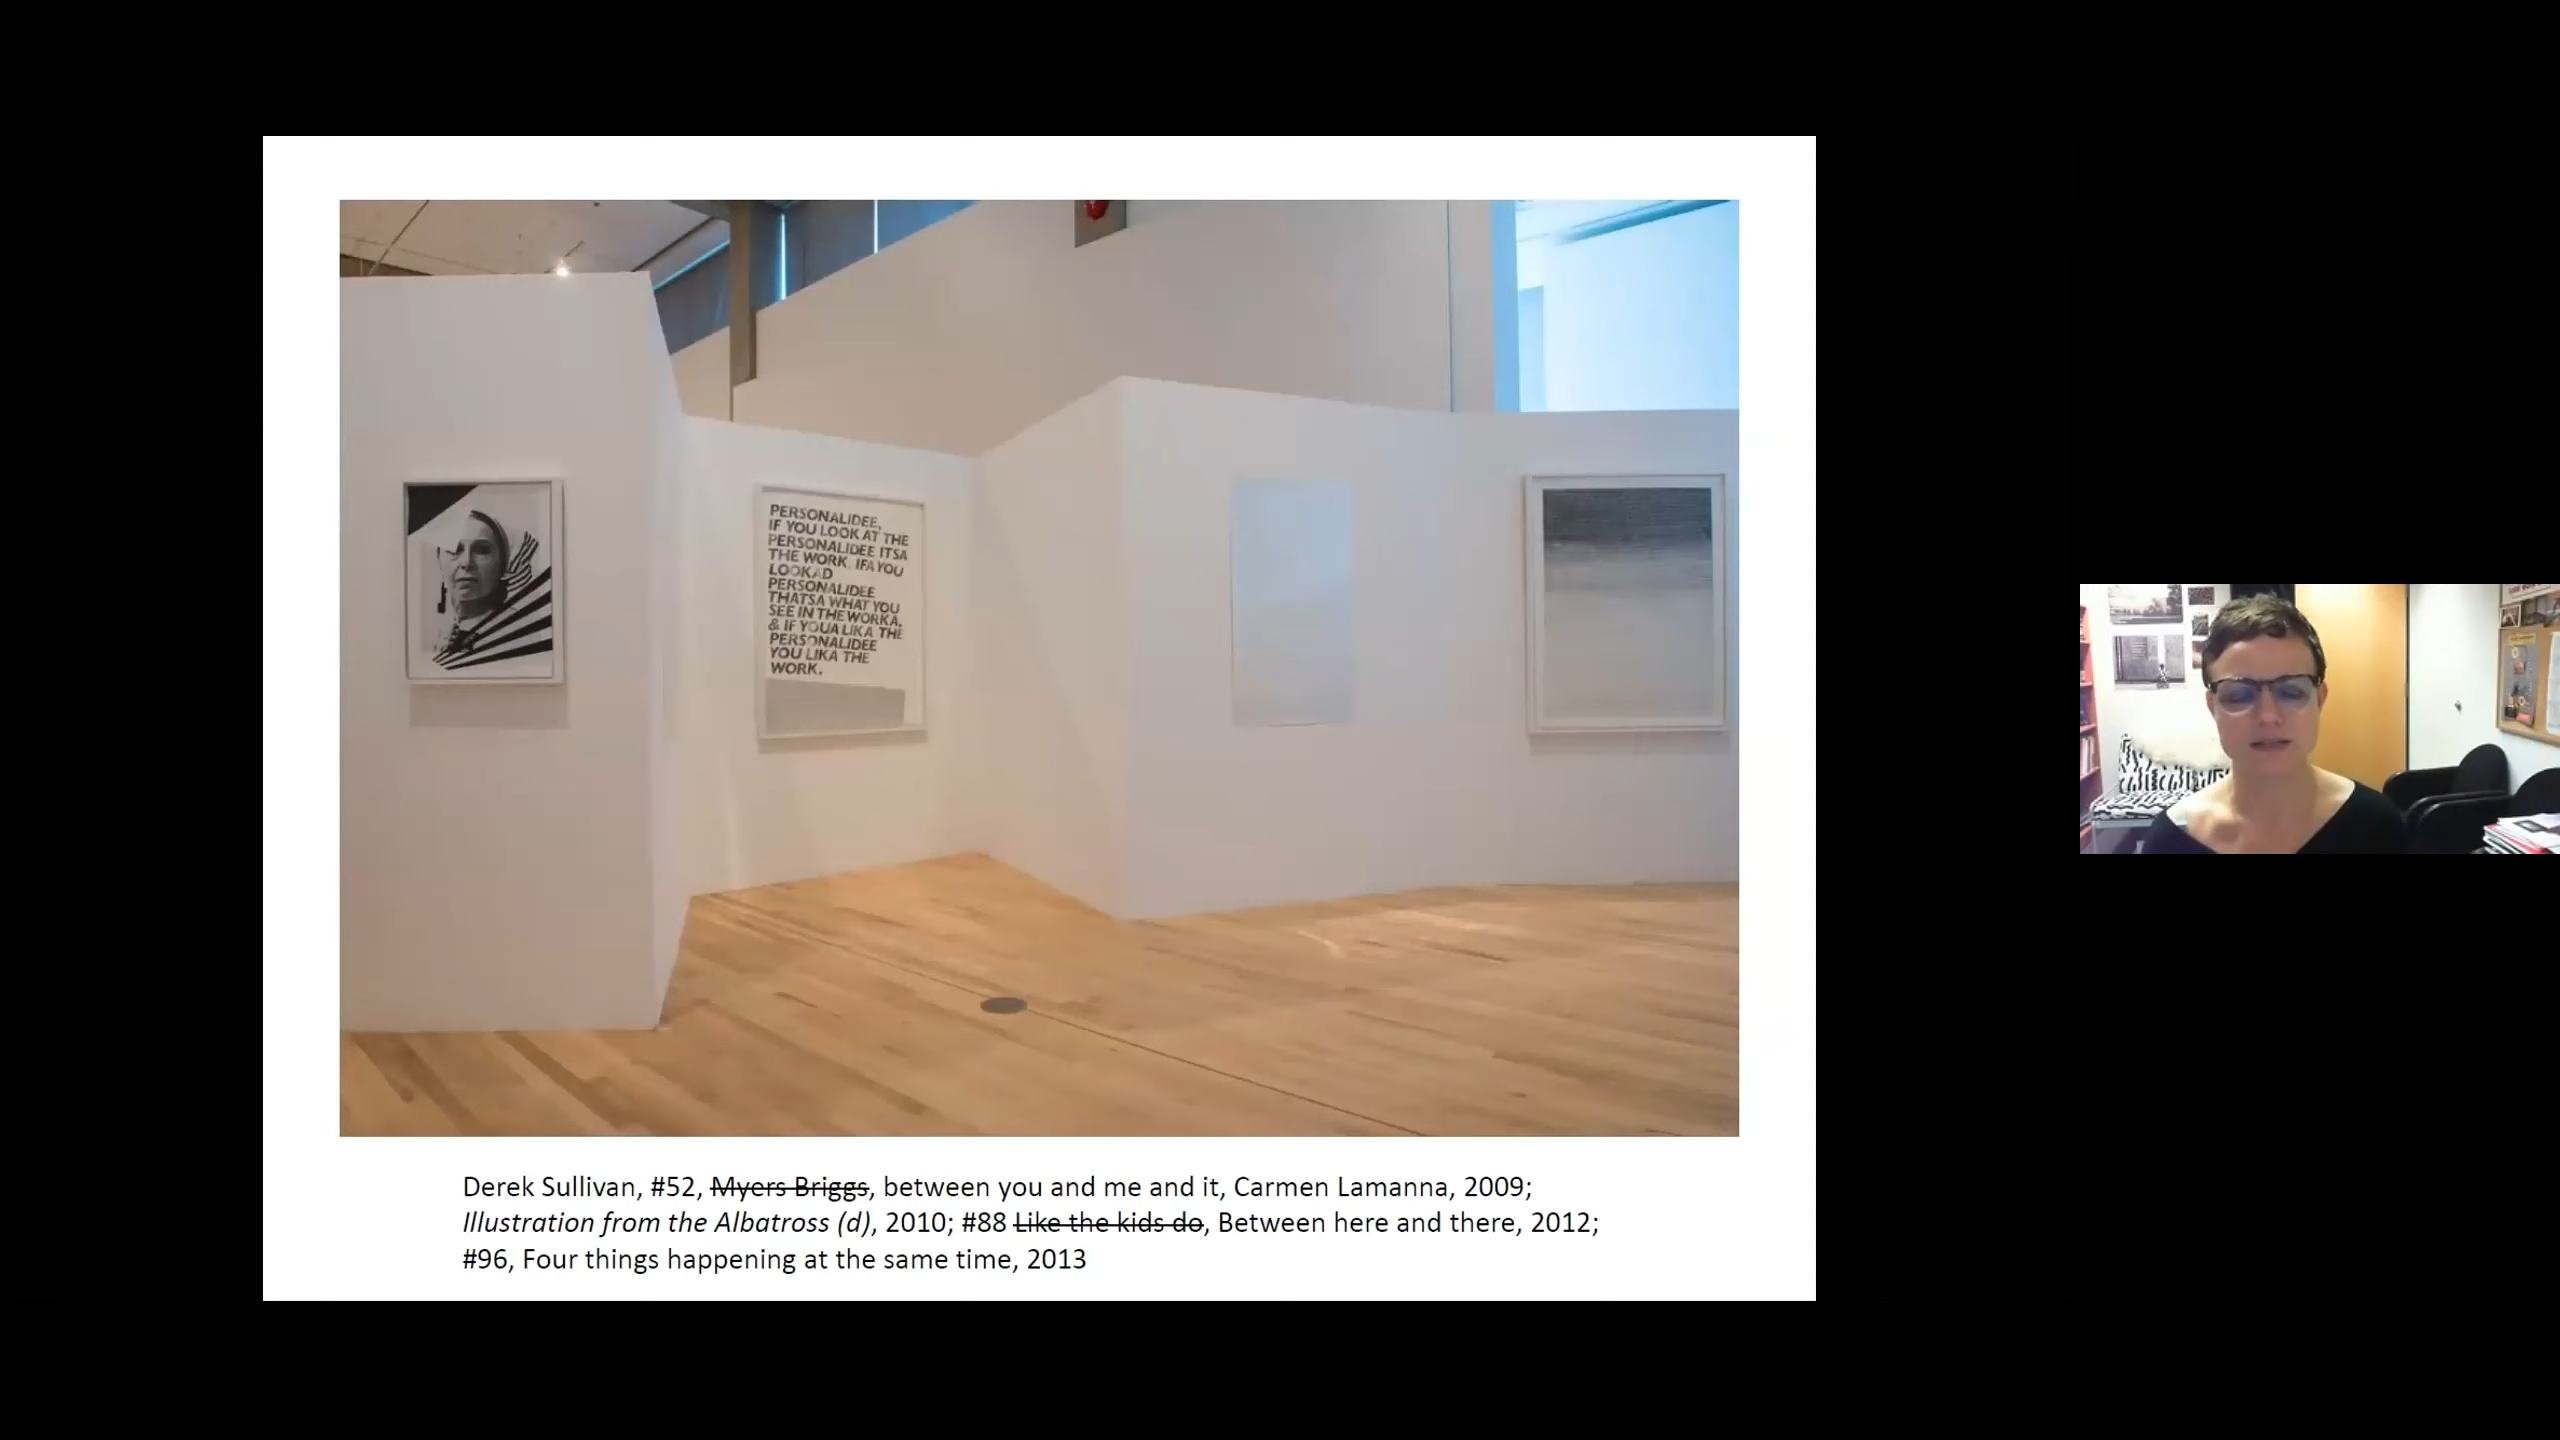 PERSONALIDEE,
IF YOU LOOK AT THE
PERSONALIDEE ITSA
THE WORK. IFA YOU
LOOKAD
PERSONALIDEE
THATSA WHAT YOU
SEE IN THE WORKA,
& IF YOUA LIKA THE
PERSONALIDEE
YOU LIKA THE
WORK.
Derek Sullivan, #52, Myers Briggs, between you and me and it, Carmen Lamanna, 2009;
Illustration from the Albatross (d), 2010; #88 Like the kids do, Between here and there, 2012;
#96, Four things happening at the same time, 2013